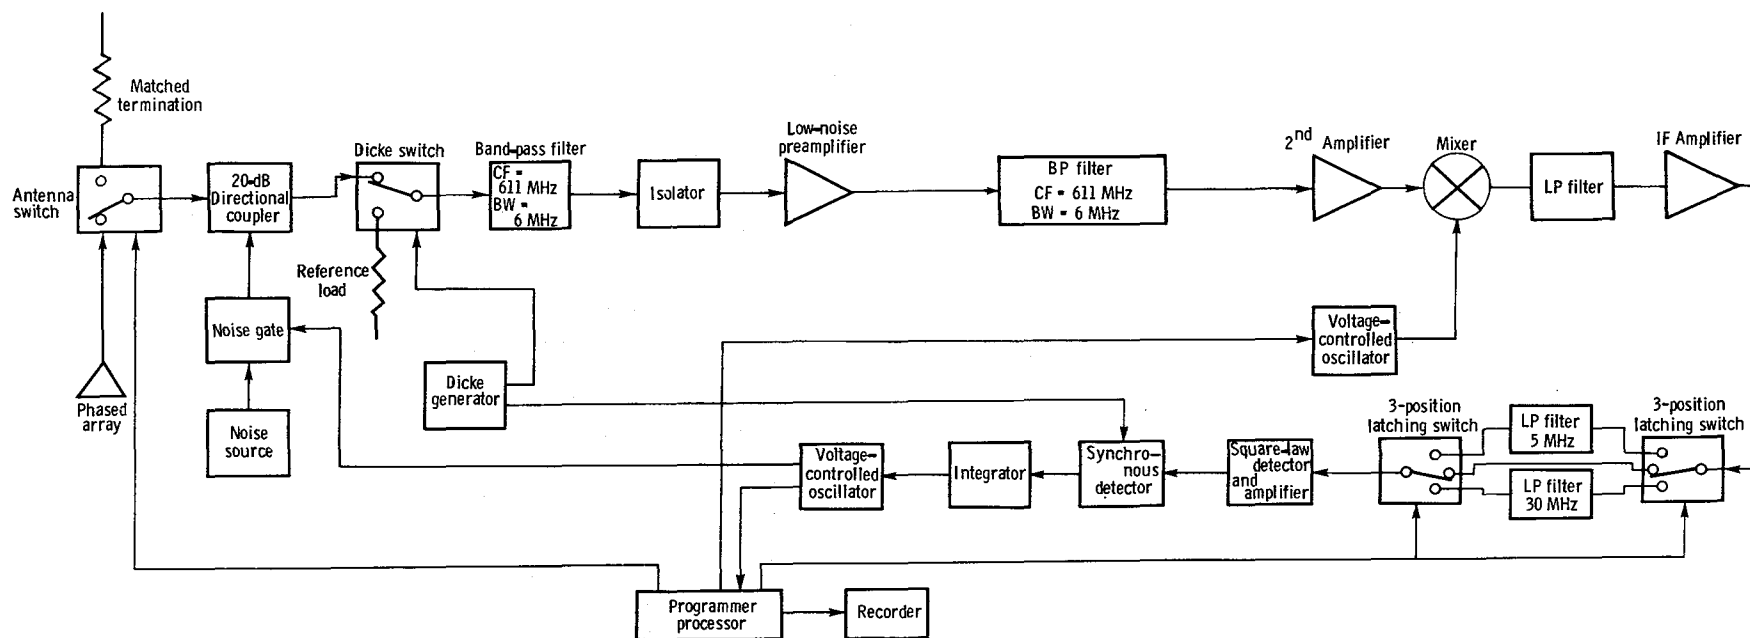 Matched
termination
Antenna
switch
20-dB
Directional
coupler
Dicke switch
Band-pass filter
CF =
611 MHz
BW =
6 MHz
Isolator
Low-noise
preamplifier
BP filter
CF = 611 MHz
BW = 6 MHz
2nd Amplifier
Mixer
LP filter
IF Amplifier
Reference
load
Noise gate
Noise
source
Phased
array
Dicke
generator
Voltage-
controlled
oscillator
3-position
latching switch
LP filter
5 MHz
LP filter
30 MHz
3-position
latching switch
Voltage-
controlled
oscillator
Integrator
Synchro-
nous
detector
Square-law
detector
and
amplifier
Programmer
processor
Recorder